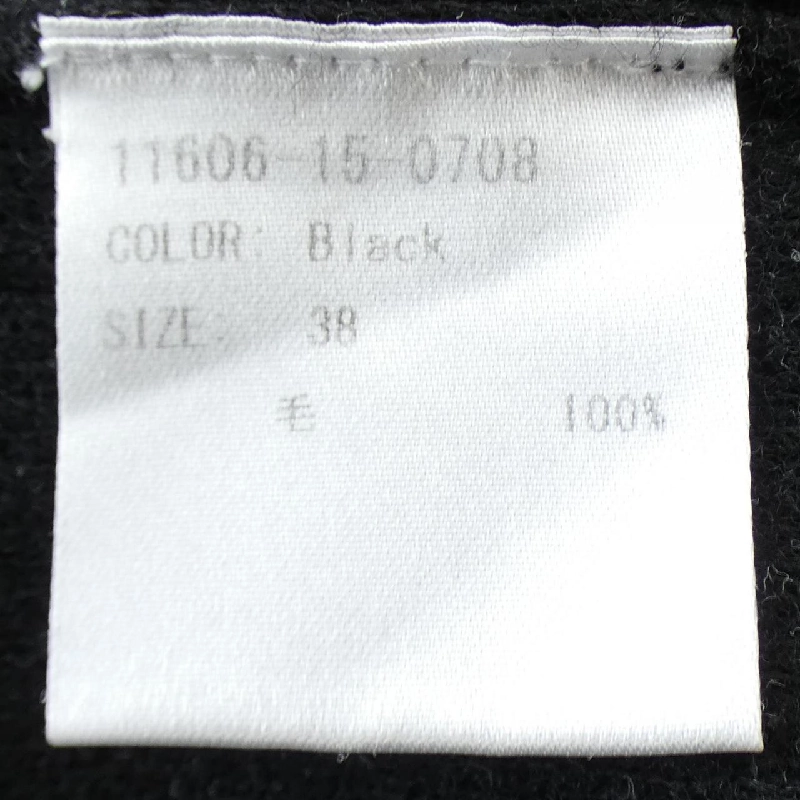 11606-15-0708
COLOR: Black
SIZE: 38
毛 100%